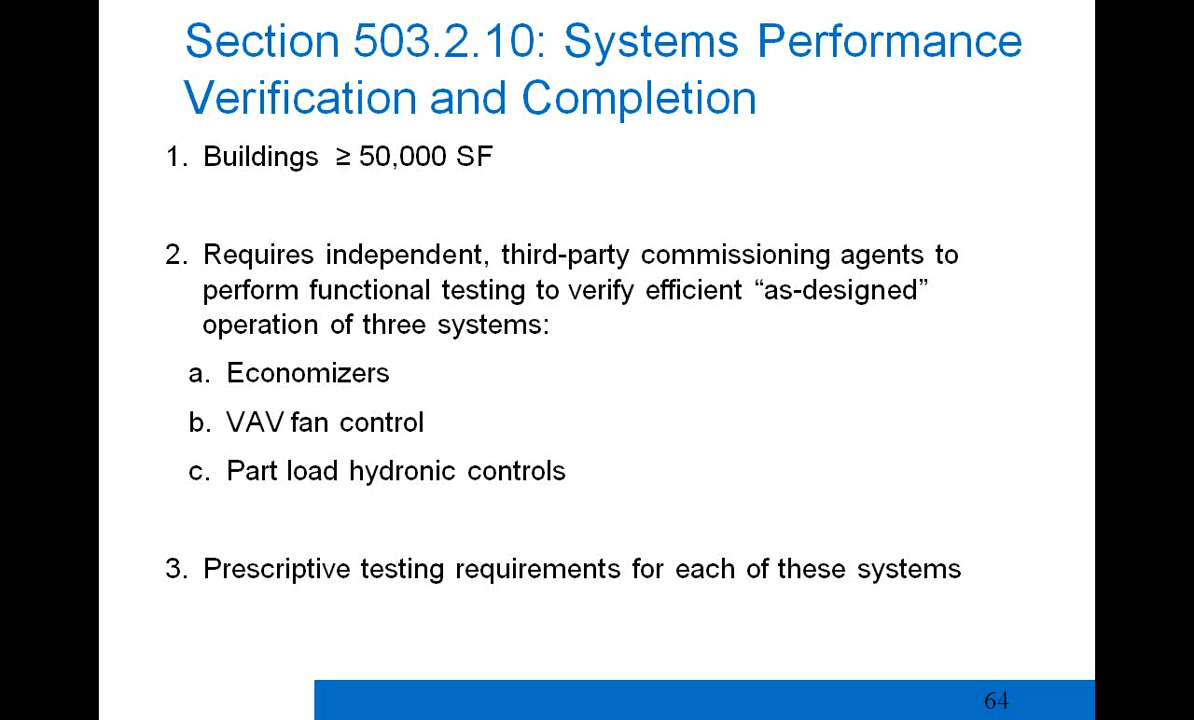 Section 503.2.10: Systems Performance
Verification and Completion
1. Buildings ≥ 50,000 SF
2. Requires independent, third-party commissioning agents to
perform functional testing to verify efficient “as-designed”
operation of three systems:
a. Economizers
b. VAV fan control
c. Part load hydronic controls
3. Prescriptive testing requirements for each of these systems
64